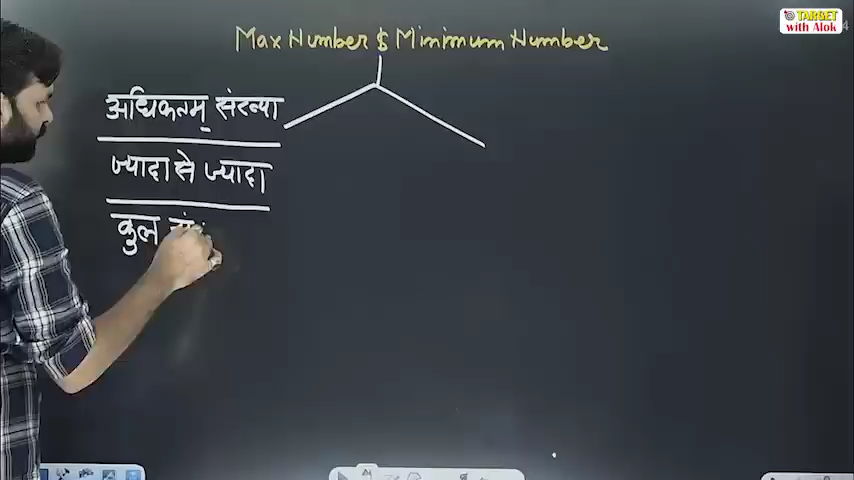 TARGET
with Alok
Max Number & Minimum Number
अधिकतम् संख्या
ज्यादा से ज्यादा
कुल